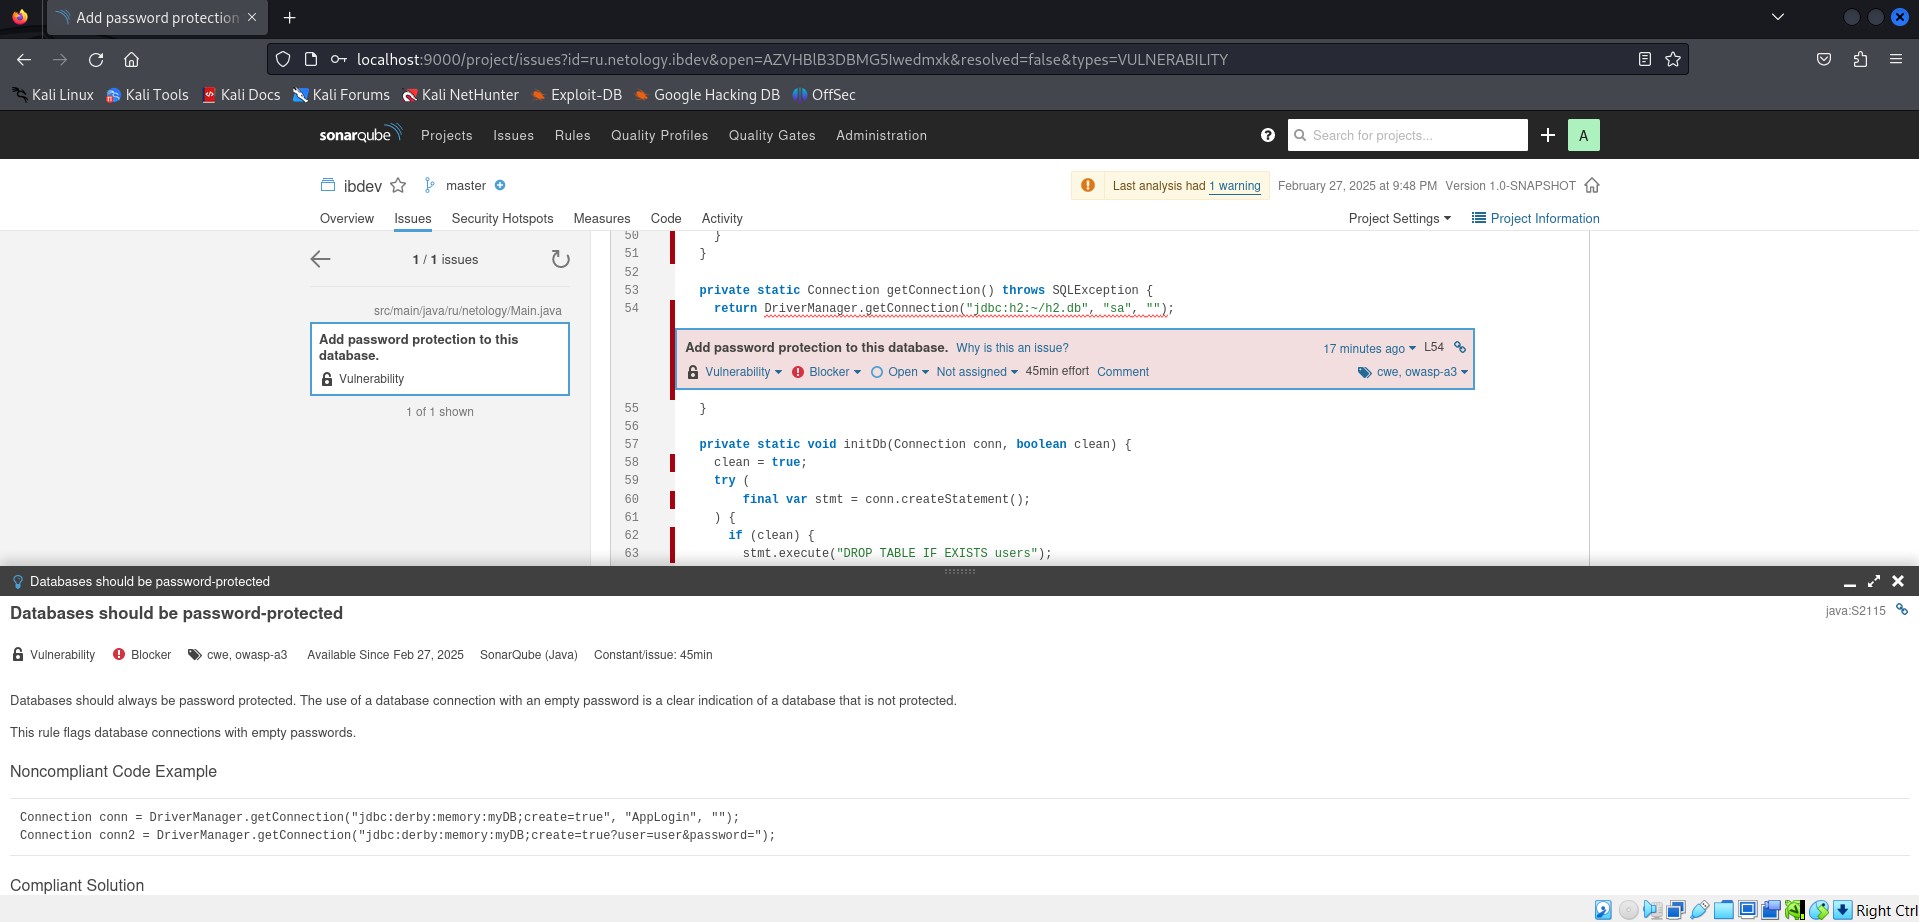 Add password protection
localhost:9000/project/issues?id=ru.netology.ibdev&open=AZVHBlB3DBMG5Iwedmxk&resolved=false&types=VULNERABILITY
Kali Linux Kali Tools Kali Docs Kali Forums Kali NetHunter Exploit-DB Google Hacking DB OffSec
sonarqube Projects Issues Rules Quality Profiles Quality Gates Administration ? Search for projects... A
ibdev master Last analysis had 1 warning February 27, 2025 at 9:48 PM Version 1.0-SNAPSHOT
Overview Issues Security Hotspots Measures Code Activity Project Settings Project Information
1 / 1 issues
src/main/java/ru/netology/Main.java
Add password protection to this
database.
Vulnerability
1 of 1 shown
50 }
51 }
52
53 private static Connection getConnection() throws SQLException {
54 return DriverManager.getConnection("jdbc:h2:~/h2.db", "sa", "");
Add password protection to this database. Why is this an issue? 17 minutes ago L54
Vulnerability Blocker Open Not assigned 45min effort Comment cwe, owasp-a3
55 }
56
57 private static void initDb(Connection conn, boolean clean) {
58 clean = true;
59 try (
60 final var stmt = conn.createStatement();
61 ) {
62 if (clean) {
63 stmt.execute("DROP TABLE IF EXISTS users");
Databases should be password-protected
Databases should be password-protected java:S2115
Vulnerability Blocker cwe, owasp-a3 Available Since Feb 27, 2025 SonarQube (Java) Constant/issue: 45min
Databases should always be password protected. The use of a database connection with an empty password is a clear indication of a database that is not protected.
This rule flags database connections with empty passwords.
Noncompliant Code Example
Connection conn = DriverManager.getConnection("jdbc:derby:memory:myDB;create=true", "AppLogin", "");
Connection conn2 = DriverManager.getConnection("jdbc:derby:memory:myDB;create=true?user=user&password=");
Compliant Solution
Right Ctrl